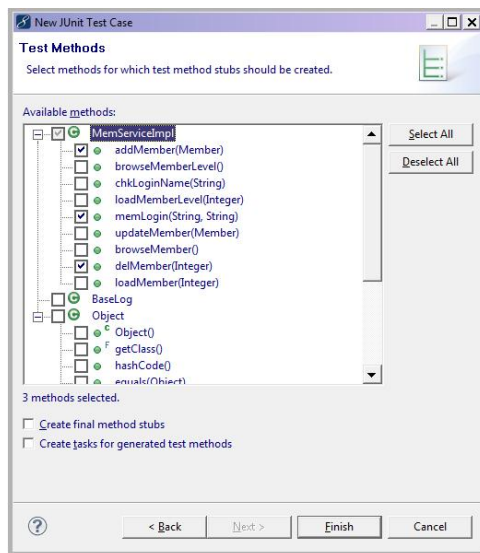 New JUnit Test Case
Test Methods
Select methods for which test method stubs should be created.
Available methods:
MemServiceImpl
addMember(Member)
browseMemberLevel()
chkLoginName(String)
loadMemberLevel(Integer)
memLogin(String, String)
updateMember(Member)
browseMember()
delMember(Integer)
loadMember(Integer)
BaseLog
Object
C Object()
F getClass()
hashCode()
equals(Object)
Select All
Deselect All
3 methods selected.
Create final method stubs
Create tasks for generated test methods
?
< Back
Next >
Finish
Cancel